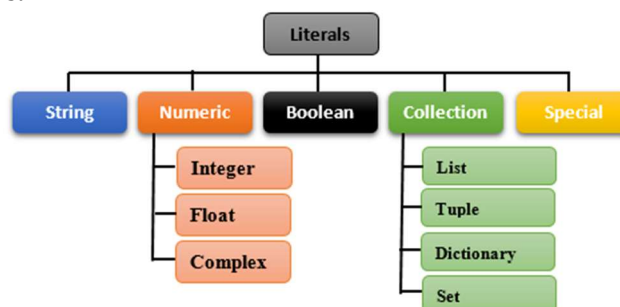 Literals
String
Numeric
Boolean
Collection
Special
Integer
Float
Complex
List
Tuple
Dictionary
Set